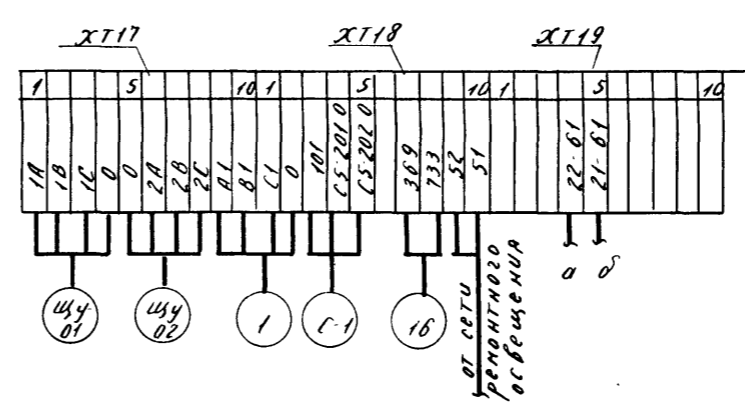 ХТ17 ХТ18 ХТ19
1 5 10 1 5 10 1 5 10
1А 1В 1С 0 0 2А 2В 2С А1 В1 С1 0 101 С5-201 0 С5-202 0 369 733 52 51 22-61 21-61
ЩУ 01
ЩУ 02
1
С-1
16
от сети
ремонтного
освещения
а б